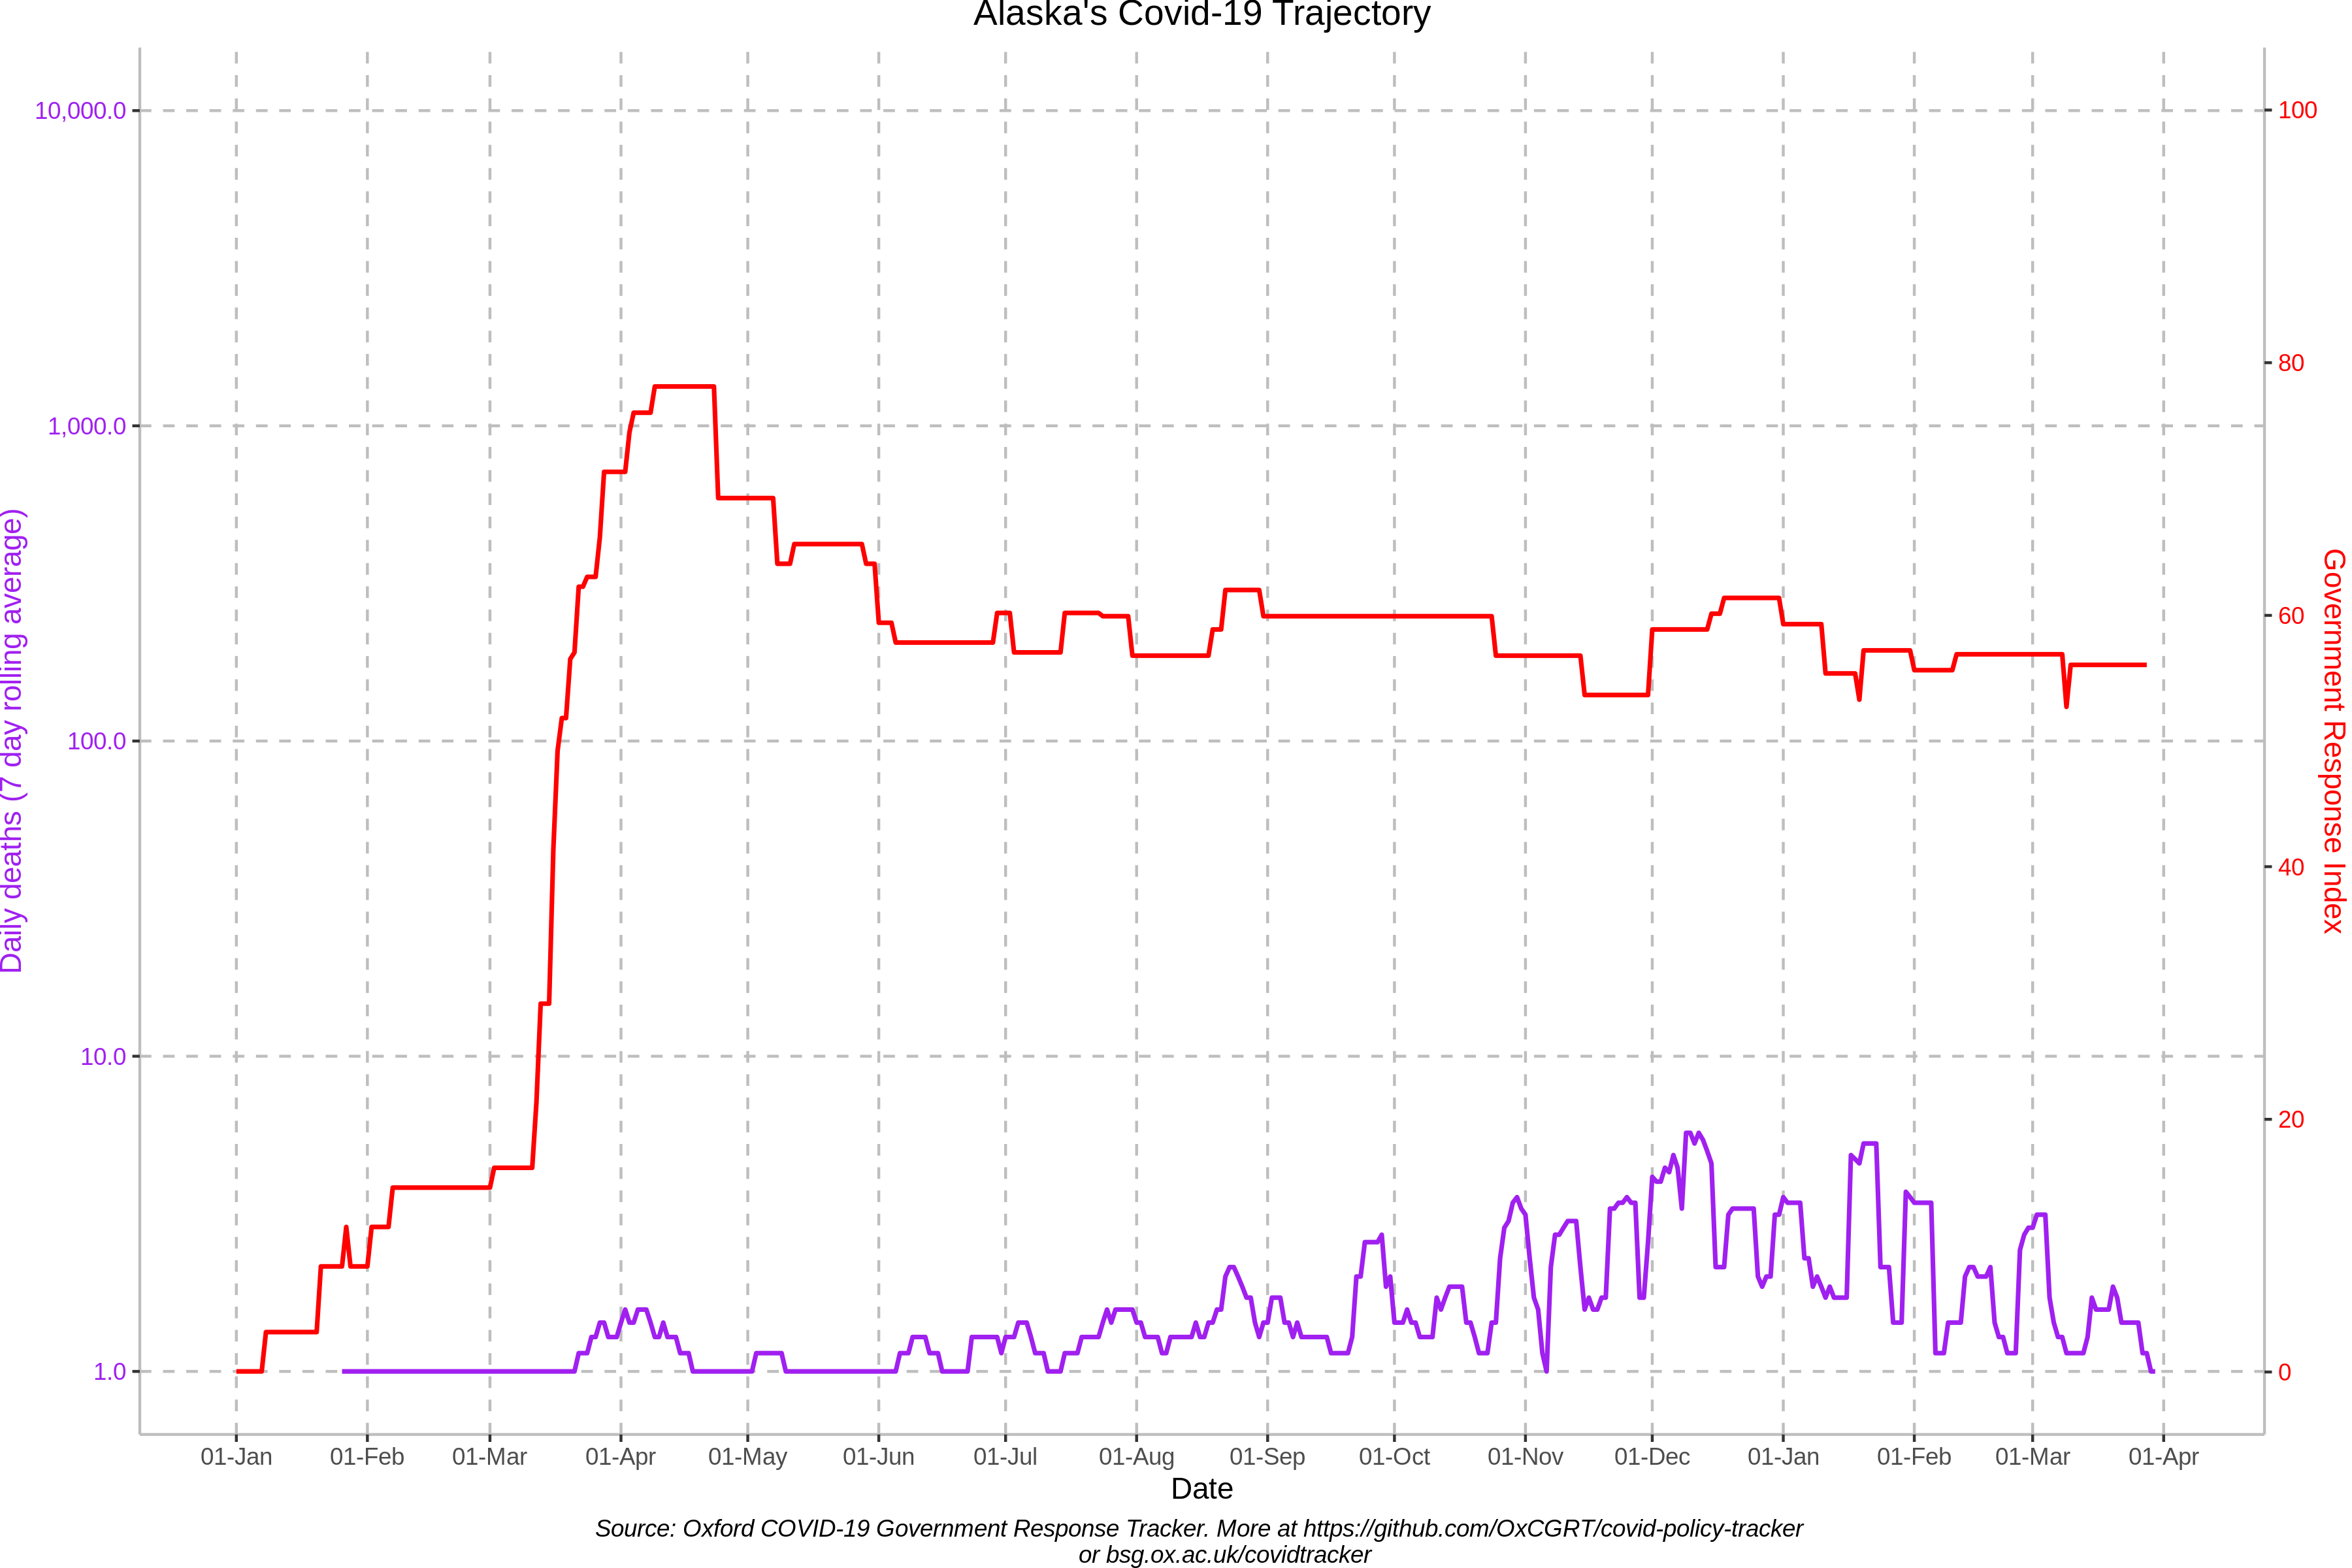 Alaska's Covid-19 Trajectory
10,000.0
1,000.0
100.0
10.0
1.0
Daily deaths (7 day rolling average)
100
80
60
40
20
0
Government Response Index
01-Jan 01-Feb 01-Mar 01-Apr 01-May 01-Jun 01-Jul 01-Aug 01-Sep 01-Oct 01-Nov 01-Dec 01-Jan 01-Feb 01-Mar 01-Apr
Date
Source: Oxford COVID-19 Government Response Tracker. More at https://github.com/OxCGRT/covid-policy-tracker
or bsg.ox.ac.uk/covidtracker